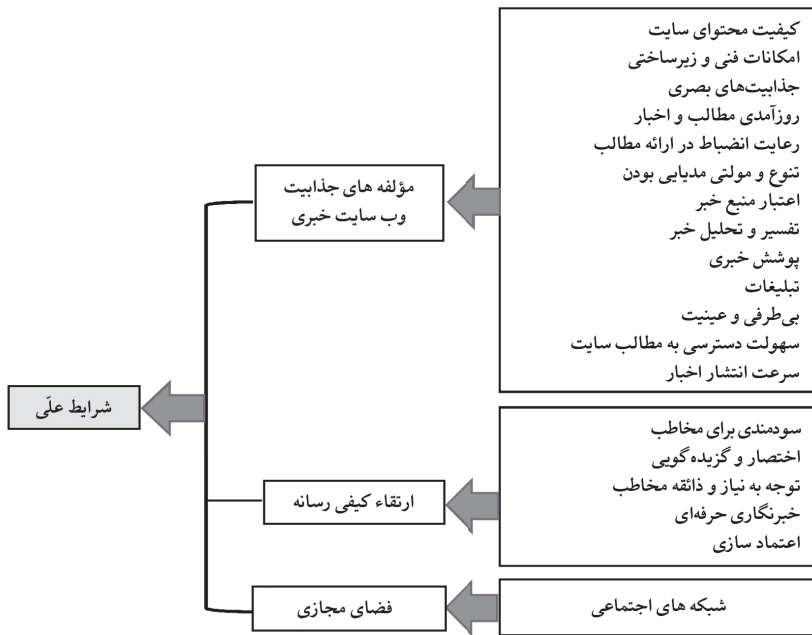 کیفیت محتوای سایت
امکانات فنی و زیرساختی
جذابیت‌های بصری
روزآمدی مطالب و اخبار
رعایت انضباط در ارائه مطالب
تنوع و مولتی مدیایی بودن
اعتبار منبع خبر
تفسیر و تحلیل خبر
پوشش خبری
تبلیغات
بی‌طرفی و عینیت
سهولت دسترسی به مطالب سایت
سرعت انتشار اخبار
مؤلفه های جذابیت
وب سایت خبری
شرایط علّی
سودمندی برای مخاطب
اختصار و گزیده گویی
توجه به نیاز و ذائقه مخاطب
خبرنگاری حرفه‌ای
اعتماد سازی
ارتقاء کیفی رسانه
شبکه های اجتماعی
فضای مجازی